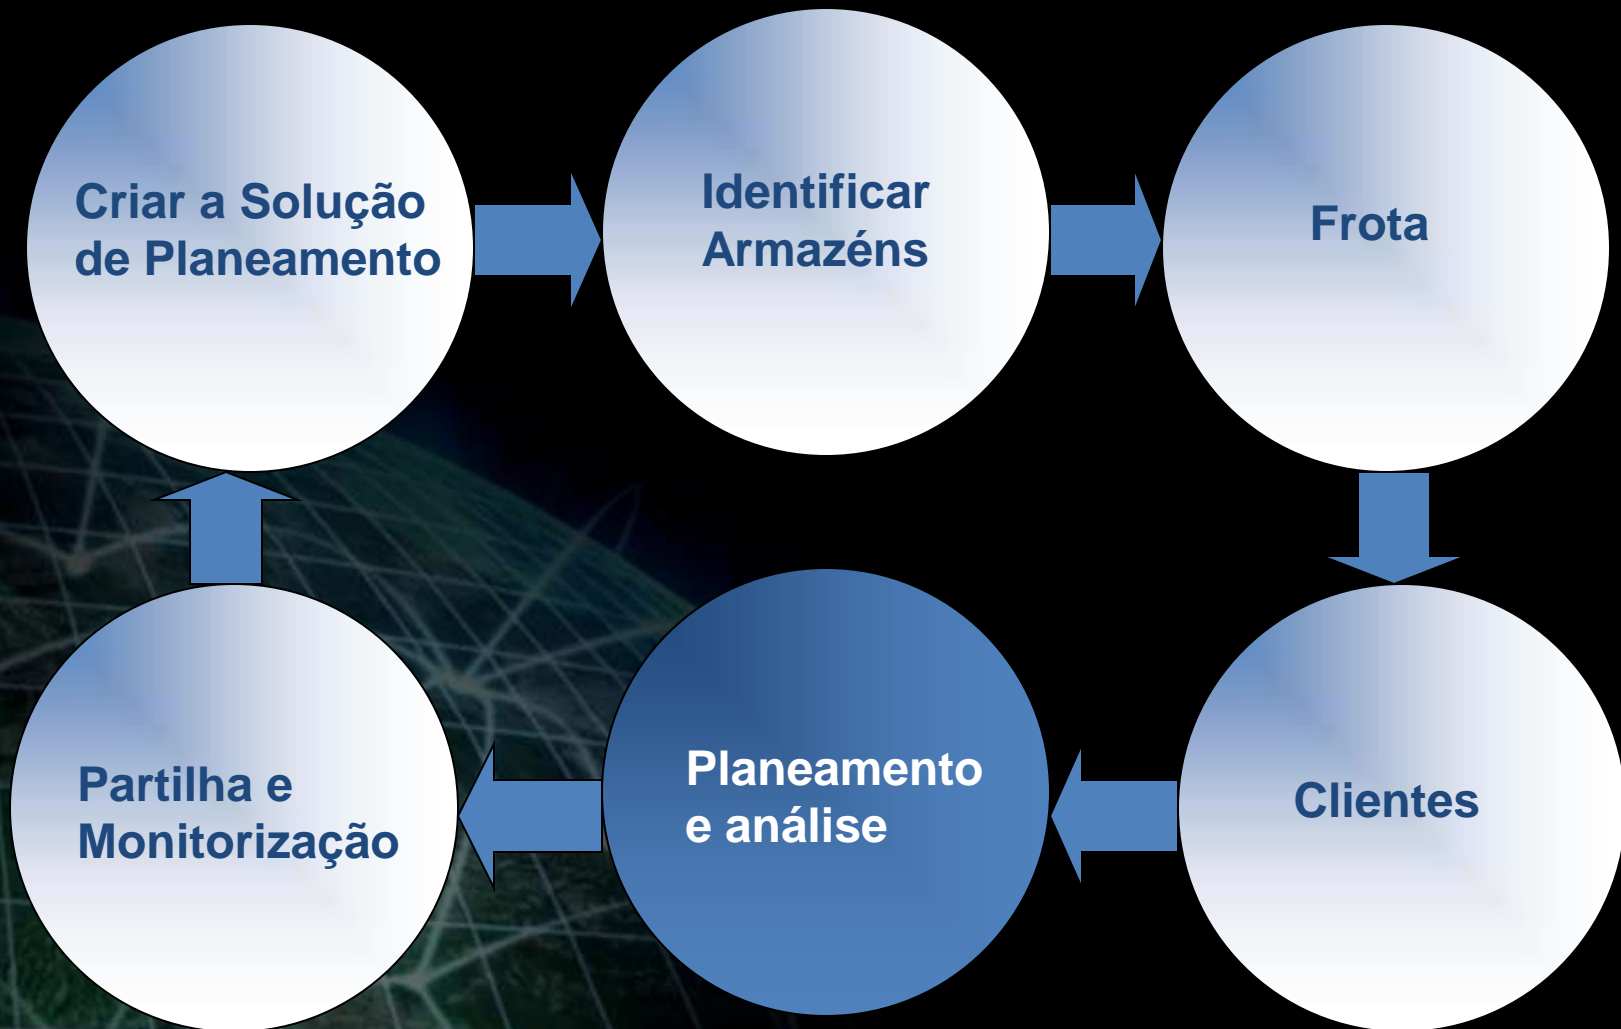 Criar a Solução
de Planeamento
Identificar
Armazéns
Frota
Partilha e
Monitorização
Planeamento
e análise
Clientes